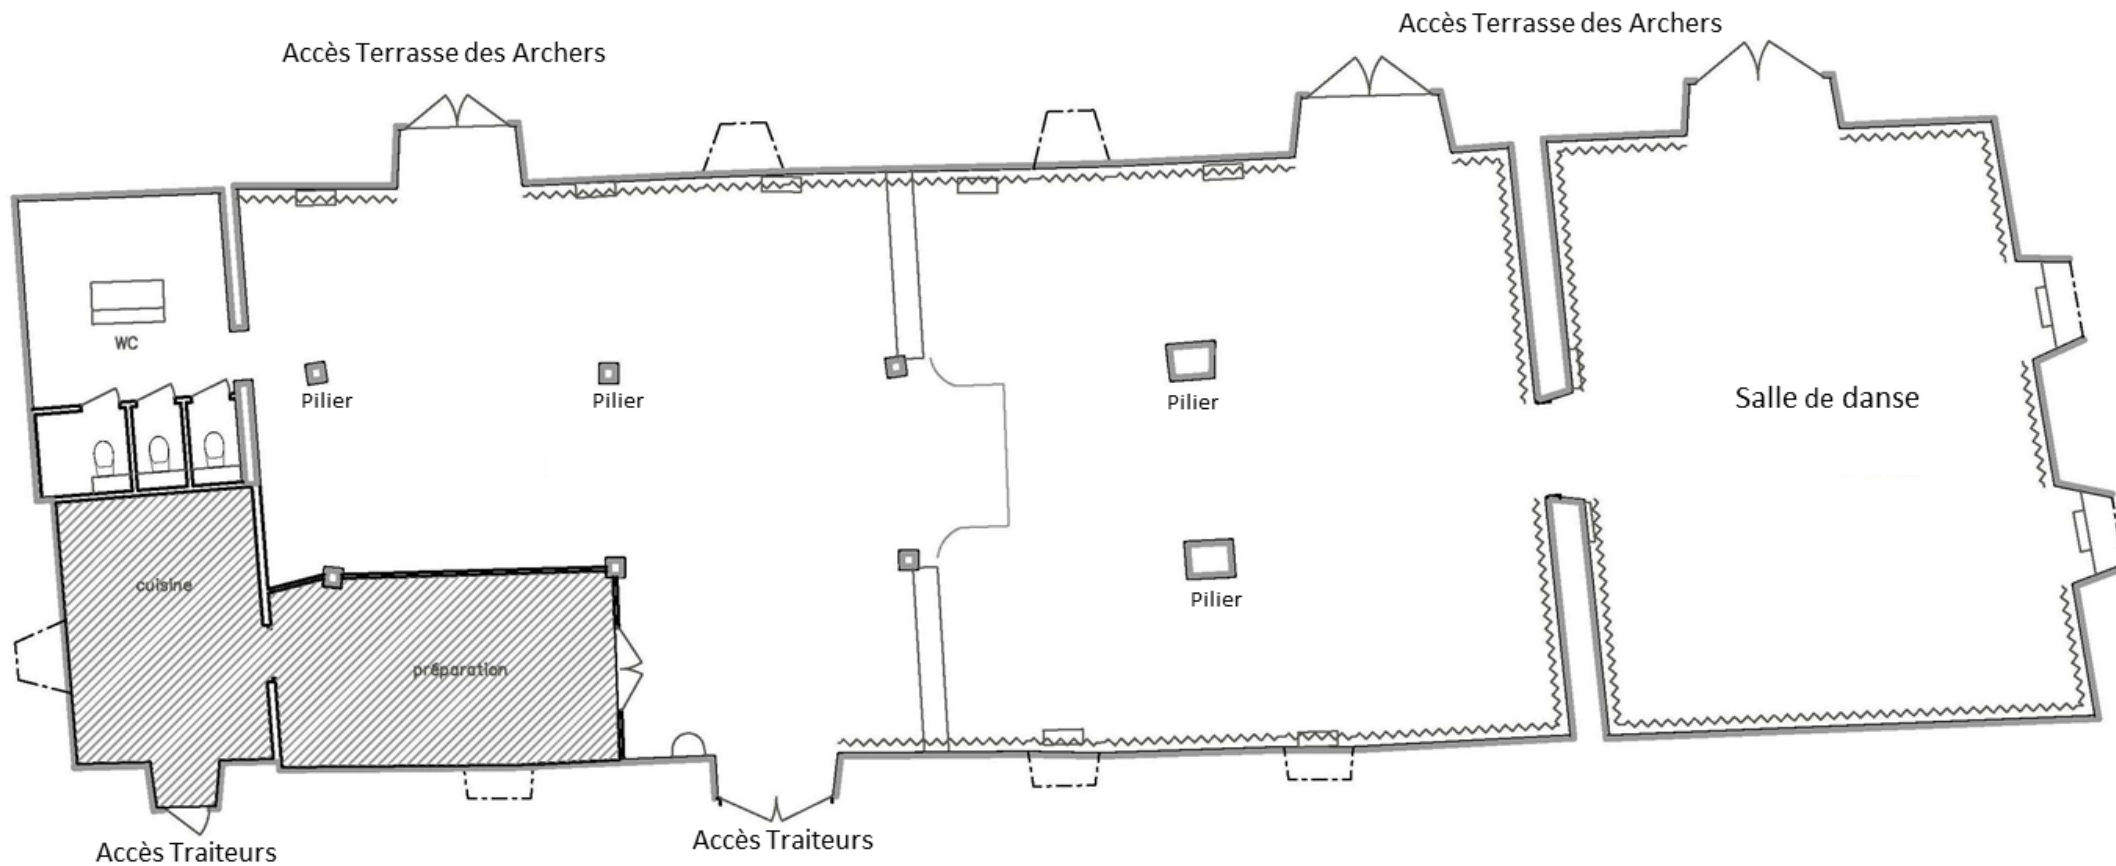 Accès Terrasse des Archers
Accès Terrasse des Archers
WC
Pilier
Pilier
Pilier
Salle de danse
cuisine
Pilier
préparation
Accès Traiteurs
Accès Traiteurs